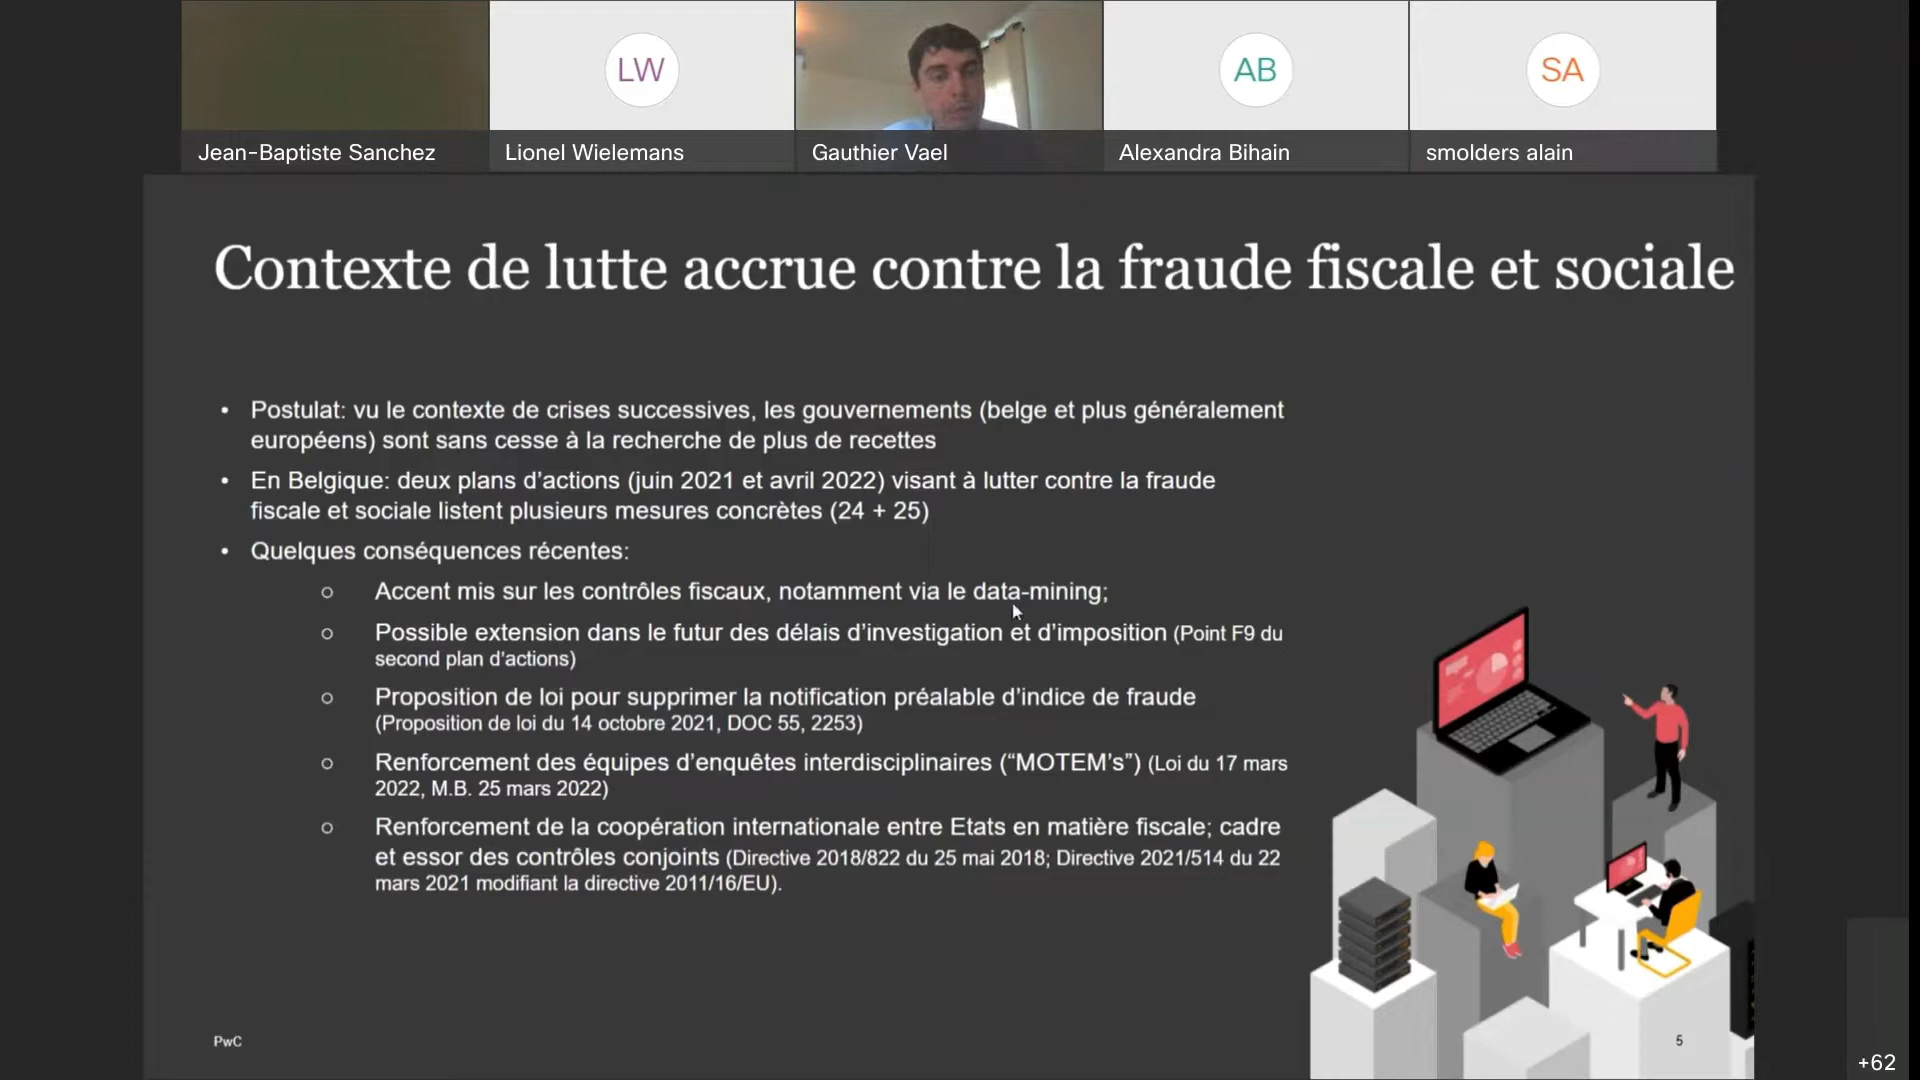 LW
AB
SA
Jean-Baptiste Sanchez
Lionel Wielemans
Gauthier Vael
Alexandra Bihain
smolders alain
Contexte de lutte accrue contre la fraude fiscale et sociale
• Postulat: vu le contexte de crises successives, les gouvernements (belge et plus généralement
européens) sont sans cesse à la recherche de plus de recettes
• En Belgique: deux plans d’actions (juin 2021 et avril 2022) visant à lutter contre la fraude
fiscale et sociale listent plusieurs mesures concrètes (24 + 25)
• Quelques conséquences récentes:
○ Accent mis sur les contrôles fiscaux, notamment via le data-mining;
○ Possible extension dans le futur des délais d’investigation et d’imposition (Point F9 du
second plan d’actions)
○ Proposition de loi pour supprimer la notification préalable d’indice de fraude
(Proposition de loi du 14 octobre 2021, DOC 55, 2253)
○ Renforcement des équipes d’enquêtes interdisciplinaires (“MOTEM’s”) (Loi du 17 mars
2022, M.B. 25 mars 2022)
○ Renforcement de la coopération internationale entre Etats en matière fiscale; cadre
et essor des contrôles conjoints (Directive 2018/822 du 25 mai 2018; Directive 2021/514 du 22
mars 2021 modifiant la directive 2011/16/EU).
PwC
5
+62